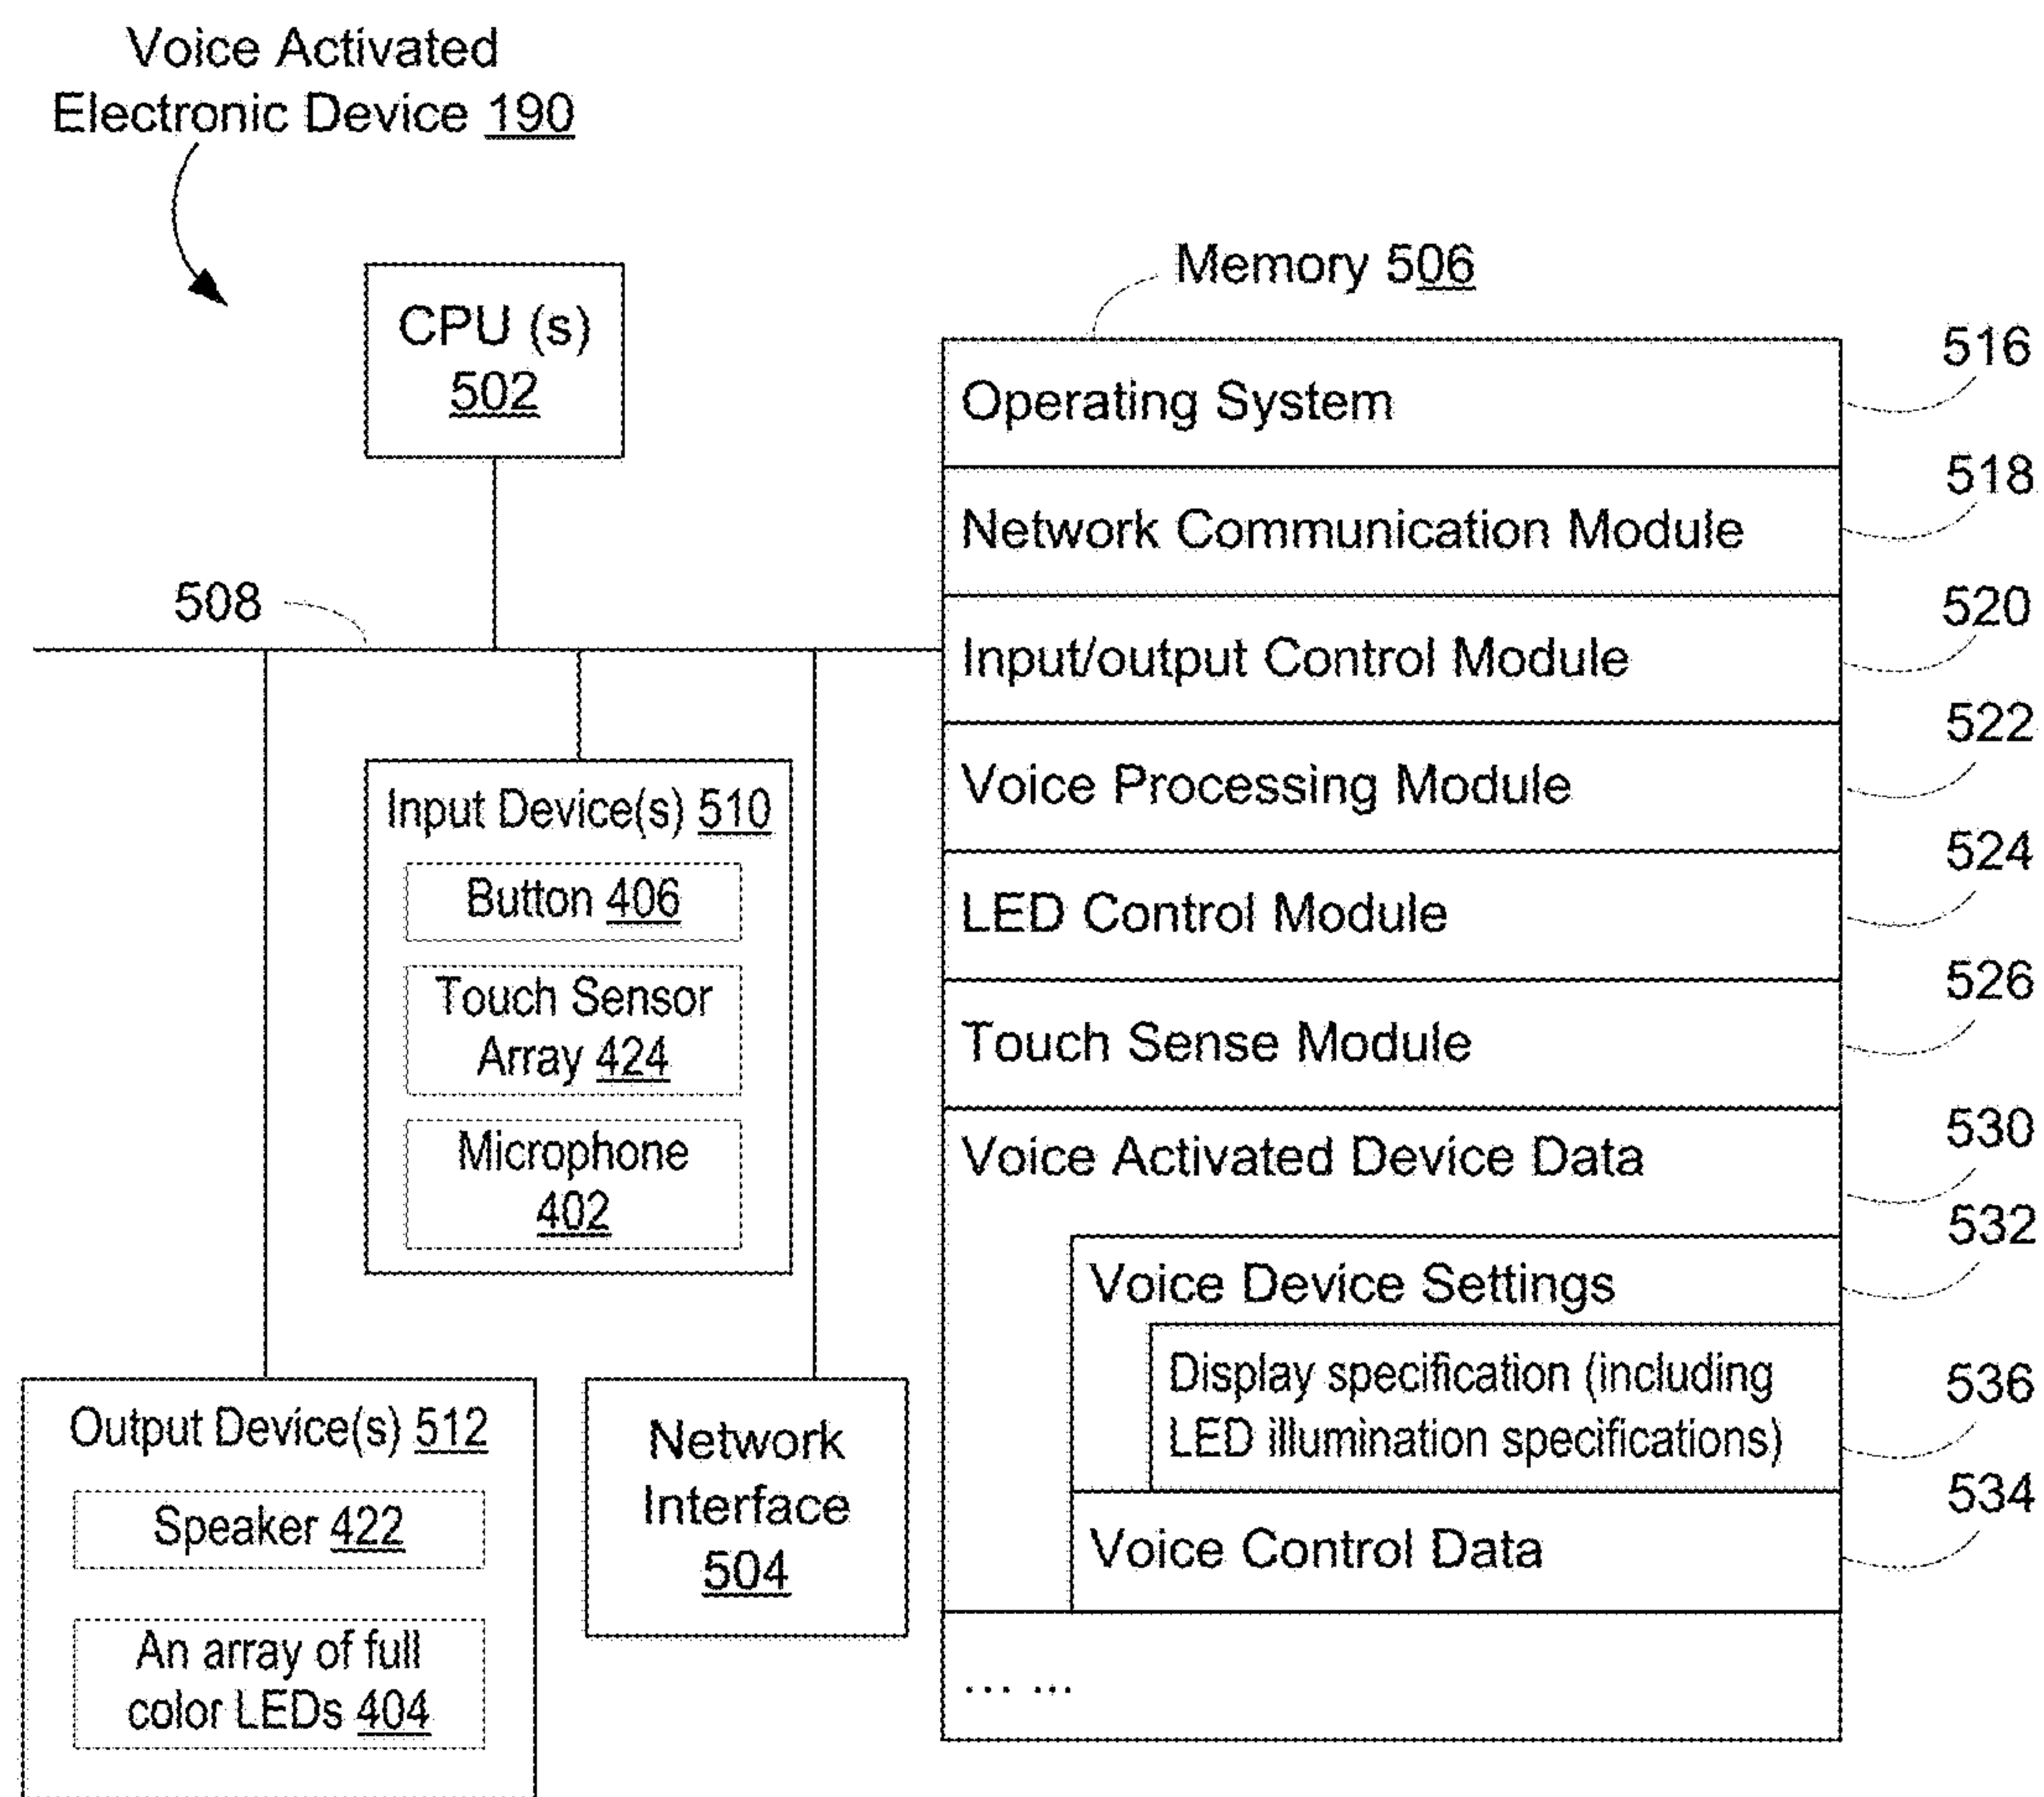 Voice Activated
Electronic Device 190
CPU (s)
502
508
Input Device(s) 510
Button 406
Touch Sensor
Array 424
Microphone
402
Output Device(s) 512
Speaker 422
An array of full
color LEDs 404
Network
Interface
504
Memory 506
Operating System
516
Network Communication Module
518
Input/output Control Module
520
Voice Processing Module
522
LED Control Module
524
Touch Sense Module
526
Voice Activated Device Data
530
Voice Device Settings
532
Display specification (including
LED illumination specifications)
536
Voice Control Data
534
... ...